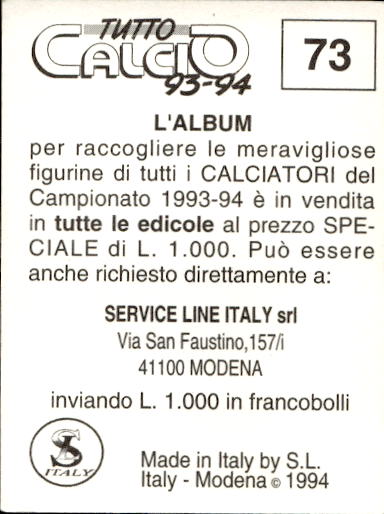 TUTTO
CALCIO
93-94
73
L'ALBUM
per raccogliere le meravigliose
figurine di tutti i CALCIATORI del
Campionato 1993-94 è in vendita
in tutte le edicole al prezzo SPE-
CIALE di L. 1.000. Può essere
anche richiesto direttamente a:
SERVICE LINE ITALY srl
Via San Faustino,157/i
41100 MODENA
inviando L. 1.000 in francobolli
SL
ITALY
Made in Italy by S.L.
Italy - Modena © 1994